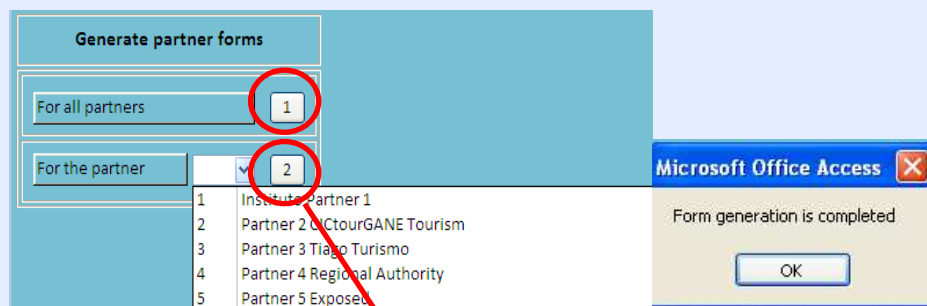 Generate partner forms
For all partners 1
For the partner 2
1 Institute Partner 1
2 Partner 2 CICtourGANE Tourism
3 Partner 3 Tiago Turismo
4 Partner 4 Regional Authority
5 Partner 5 Exposed
Microsoft Office Access
Form generation is completed
OK